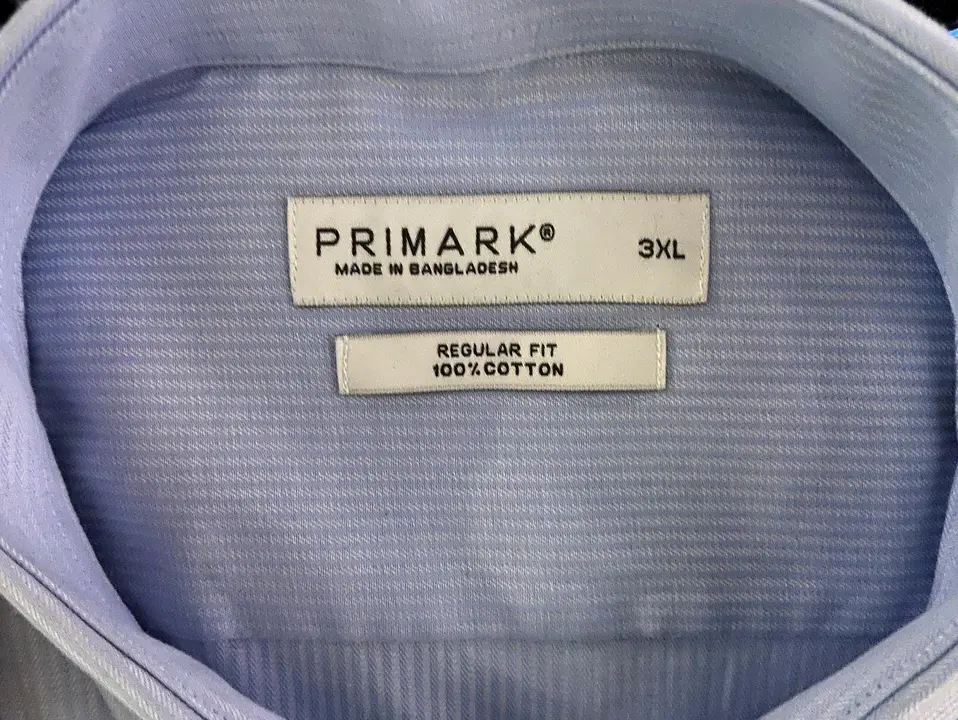 PRIMARK® 3XL
MADE IN BANGLADESH
REGULAR FIT
100% COTTON